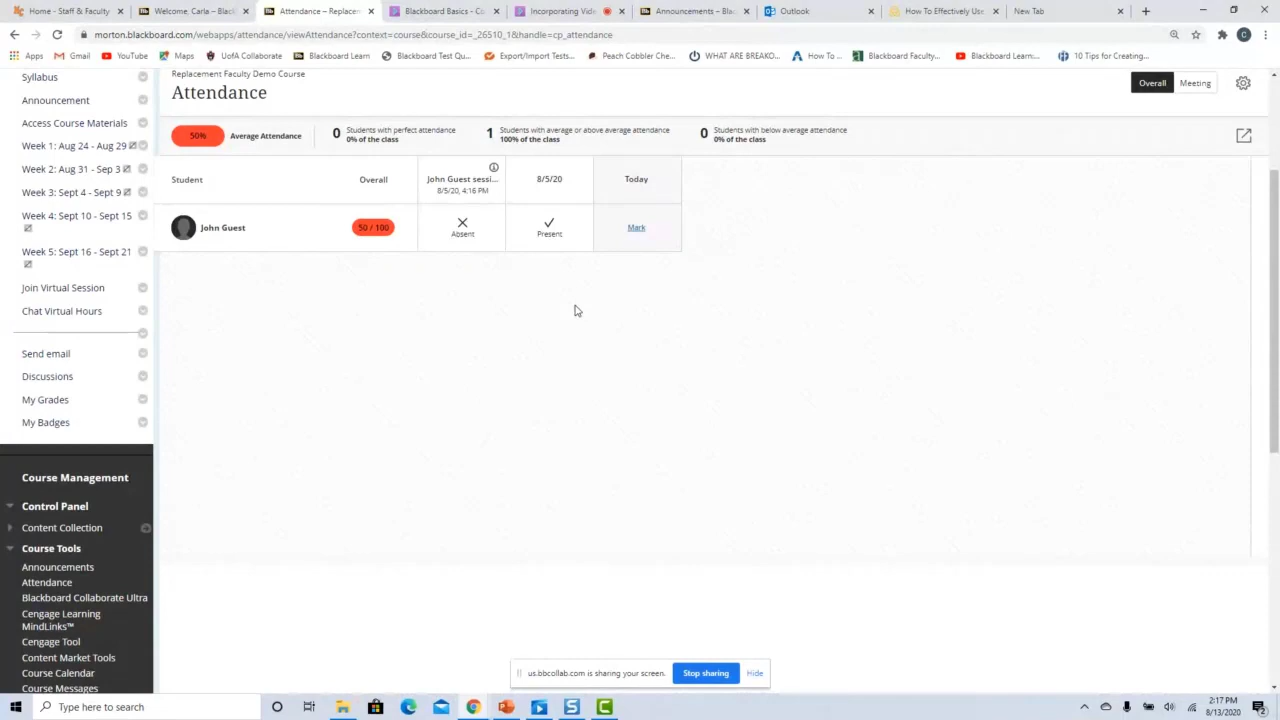 Home - Staff & Faculty
Welcome, Carla – Blackb
Attendance – Replacem
Blackboard Basics - Cou
Incorporating Vide
Announcements – Blac
Outlook
How To Effectively Use
New Tab
morton.blackboard.com/webapps/attendance/viewAttendance?context=course&course_id=_26510_1&handle=cp_attendance
Apps
Gmail
YouTube
Maps
UofA Collaborate
Blackboard Learn
Blackboard Test Qu...
Export/Import Tests...
Peach Cobbler Che...
WHAT ARE BREAKO...
How To ...
Blackboard Faculty...
Blackboard Learn:...
10 Tips for Creating...
Syllabus
Announcement
Access Course Materials
Week 1: Aug 24 - Aug 29
Week 2: Aug 31 - Sep 3
Week 3: Sept 4 - Sept 9
Week 4: Sept 10 - Sept 15
Week 5: Sept 16 - Sept 21
Join Virtual Session
Chat Virtual Hours
Send email
Discussions
My Grades
My Badges
Course Management
Control Panel
Content Collection
Course Tools
Announcements
Attendance
Blackboard Collaborate Ultra
Cengage Learning
MindLinks™
Cengage Tool
Content Market Tools
Course Calendar
Course Messages
Replacement Faculty Demo Course
Attendance
Overall
Meeting
50%
Average Attendance
0
Students with perfect attendance
0% of the class
1
Students with average or above average attendance
100% of the class
0
Students with below average attendance
0% of the class
Student
Overall
John Guest sessi...
8/5/20, 4:16 PM
8/5/20
Today
John Guest
50 / 100
Absent
Present
Mark
us.bbcollab.com is sharing your screen.
Stop sharing
Hide
Type here to search
2:17 PM
8/13/2020